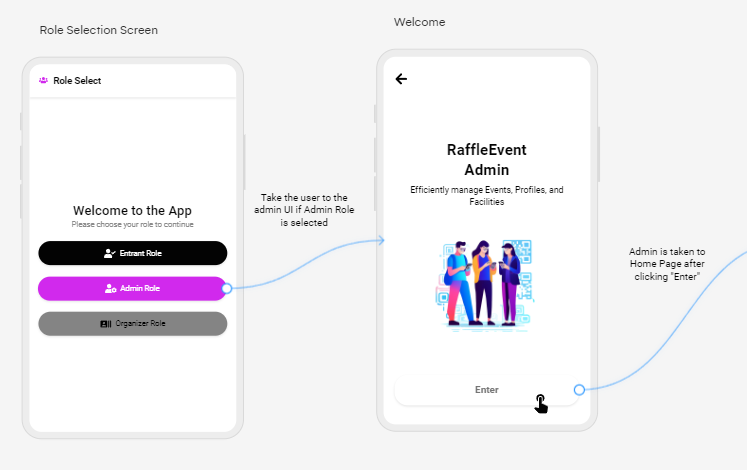 Role Selection Screen
Role Select
Welcome to the App
Please choose your role to continue
Entrant Role
Admin Role
Organizer Role
Take the user to the
admin UI if Admin Role
is selected
Welcome
RaffleEvent
Admin
Efficiently manage Events, Profiles, and
Facilities
Enter
Admin is taken to
Home Page after
clicking "Enter"